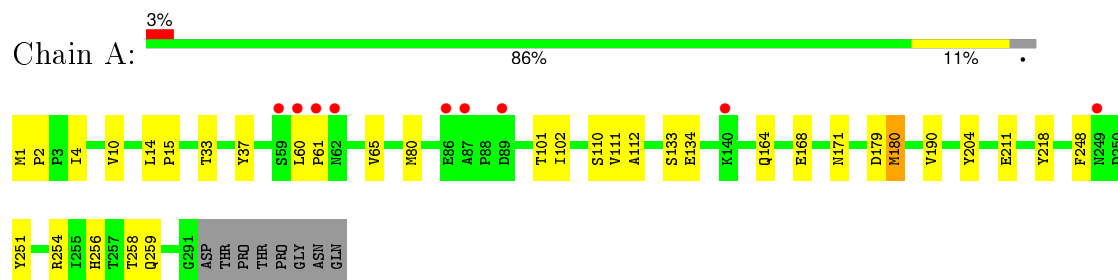 3%
Chain A:
86%
11%
•
M1 P2 P3 I4 V10 L14 P15 T33 Y37 S59 L60 P61 N62 V65 M80 E86 A87 P88 D89 T101 I102 S110 V111 A112 S133 E134 K140 Q164 E168 N171 D179 M180 V190 Y204 E211 Y218 F248 N249
Y251 R254 I255 H256 T257 T258 Q259 G291 ASP THR PRO THR PRO GLY ASN GLN